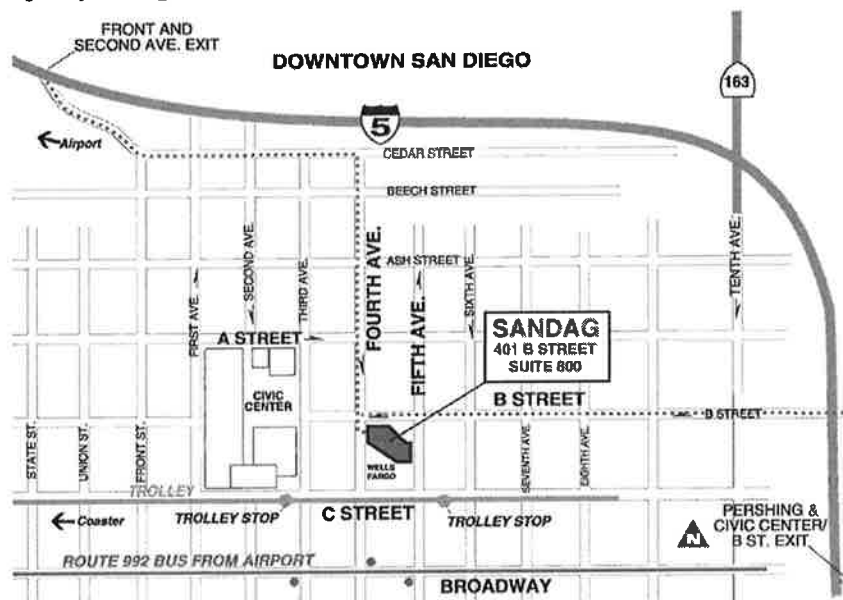 FRONT AND
SECOND AVE. EXIT
DOWNTOWN SAN DIEGO
163
5
Airport
CEDAR STREET
BEECH STREET
ASH STREET
FIRST AVE.
SECOND AVE.
THIRD AVE.
FOURTH AVE.
FIFTH AVE.
SIXTH AVE.
TENTH AVE.
A STREET
SANDAG
401 B STREET
SUITE 800
CIVIC
CENTER
B STREET
B STREET
STATE ST.
UNION ST.
FRONT ST.
WELLS
FARGO
SEVENTH AVE.
EIGHTH AVE.
TROLLEY
Coaster
TROLLEY STOP
C STREET
TROLLEY STOP
N
PERSHING &
CIVIC CENTER/
B ST. EXIT
ROUTE 992 BUS FROM AIRPORT
BROADWAY